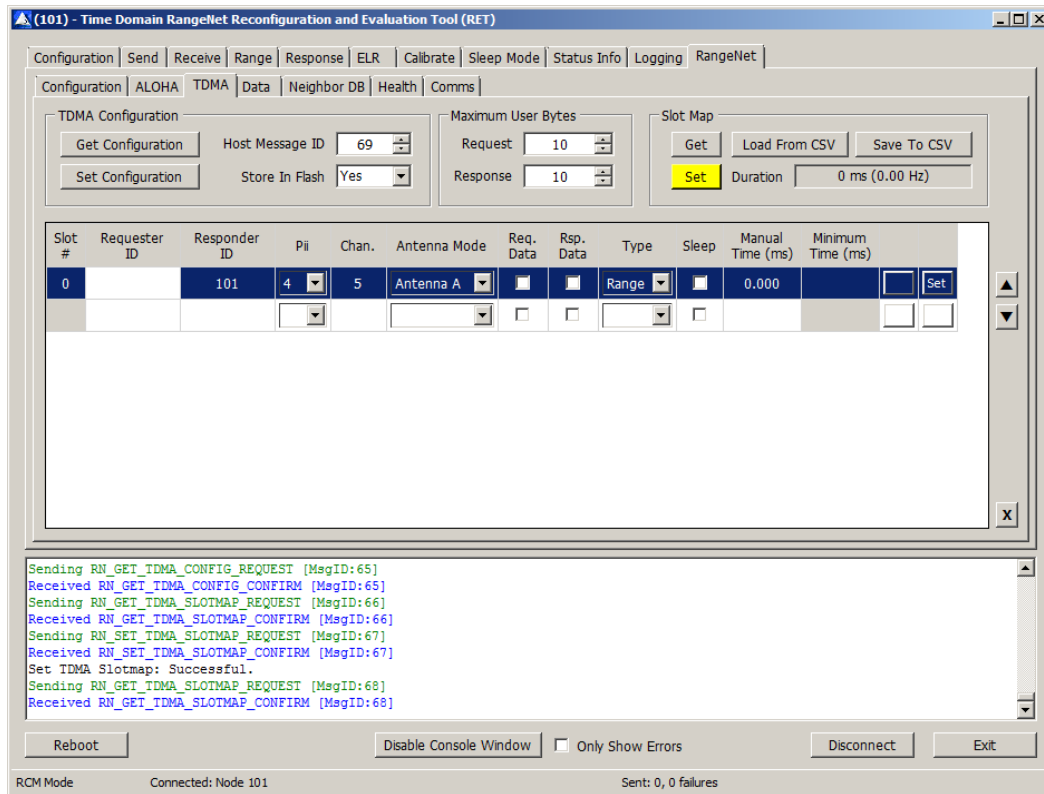 (101) - Time Domain RangeNet Reconfiguration and Evaluation Tool (RET)
Configuration Send Receive Range Response ELR Calibrate Sleep Mode Status Info Logging RangeNet
Configuration ALOHA TDMA Data Neighbor DB Health Comms
TDMA Configuration Maximum User Bytes Slot Map
Get Configuration Host Message ID 69 Request 10 Get Load From CSV Save To CSV
Set Configuration Store In Flash Yes Response 10 Set Duration 0 ms (0.00 Hz)
Slot # Requester ID Responder ID Pii Chan. Antenna Mode Req. Data Rsp. Data Type Sleep Manual Time (ms) Minimum Time (ms)
0 101 4 5 Antenna A Range 0.000 Set
X
Sending RN_GET_TDMA_CONFIG_REQUEST [MsgID:65]
Received RN_GET_TDMA_CONFIG_CONFIRM [MsgID:65]
Sending RN_GET_TDMA_SLOTMAP_REQUEST [MsgID:66]
Received RN_GET_TDMA_SLOTMAP_CONFIRM [MsgID:66]
Sending RN_SET_TDMA_SLOTMAP_REQUEST [MsgID:67]
Received RN_SET_TDMA_SLOTMAP_CONFIRM [MsgID:67]
Set TDMA Slotmap: Successful.
Sending RN_GET_TDMA_SLOTMAP_REQUEST [MsgID:68]
Received RN_GET_TDMA_SLOTMAP_CONFIRM [MsgID:68]
Reboot Disable Console Window Only Show Errors Disconnect Exit
RCM Mode Connected: Node 101 Sent: 0, 0 failures